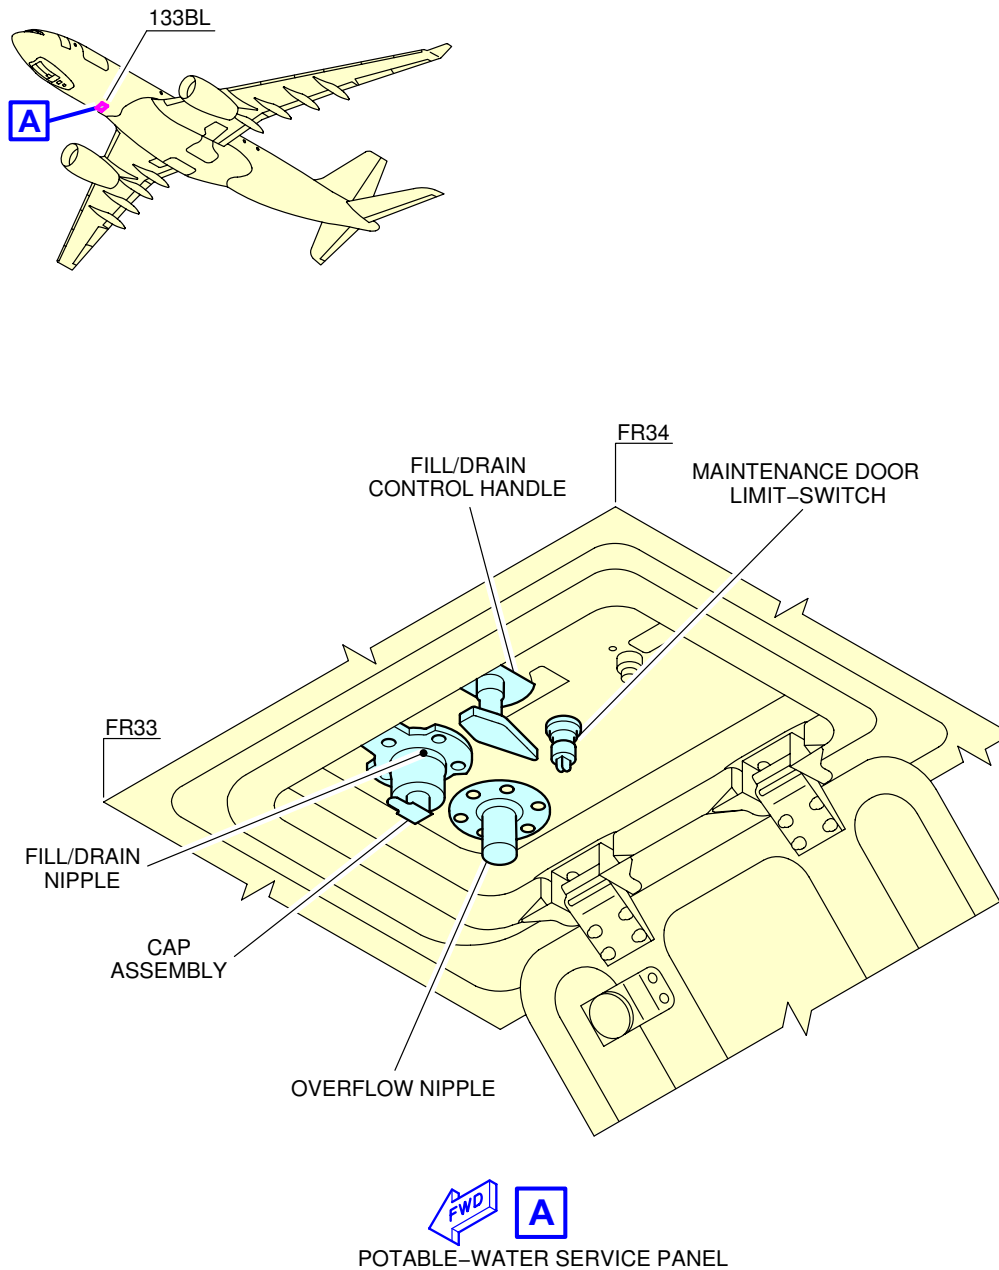 133BL
A
FR34
FILL/DRAIN
CONTROL HANDLE
MAINTENANCE DOOR
LIMIT–SWITCH
FR33
FILL/DRAIN
NIPPLE
CAP
ASSEMBLY
OVERFLOW NIPPLE
FWD
A
POTABLE–WATER SERVICE PANEL